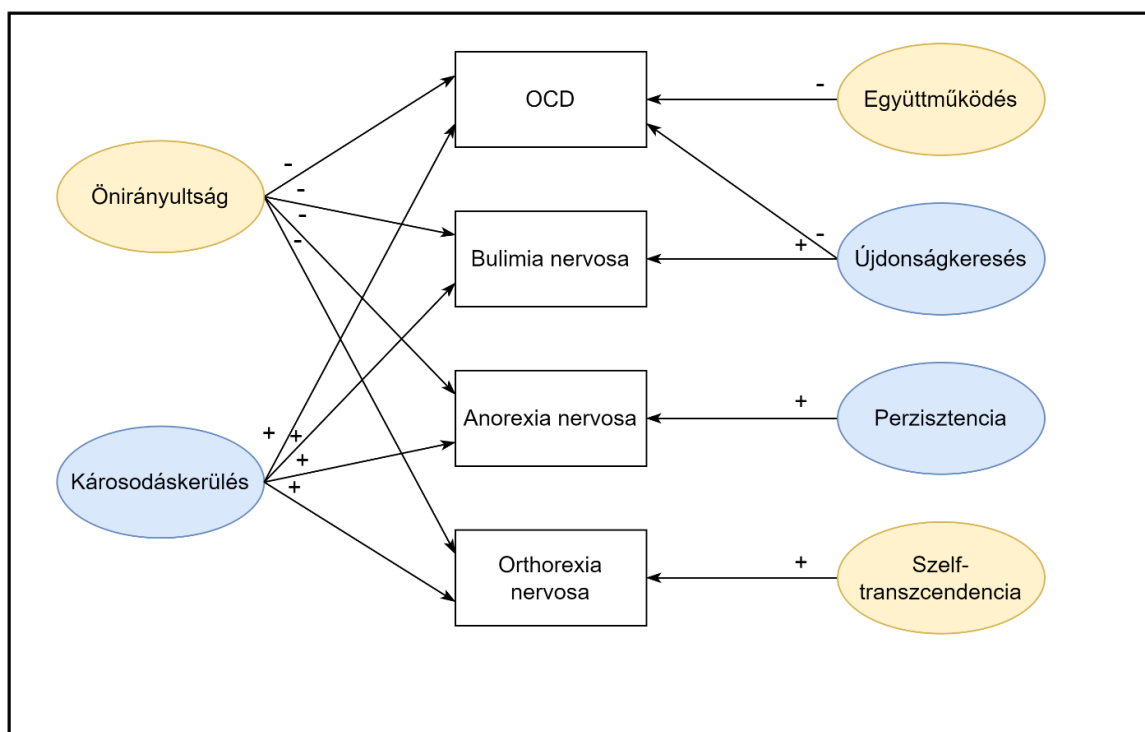 OCD
Együttműködés
-
-
Önirányultság
-
-
-
-
Bulimia nervosa
+
-
Újdonságkeresés
Anorexia nervosa
+
Perzisztencia
Károsodáskerülés
+
+
+
+
Orthorexia
nervosa
+
Szelf-
transzcendencia